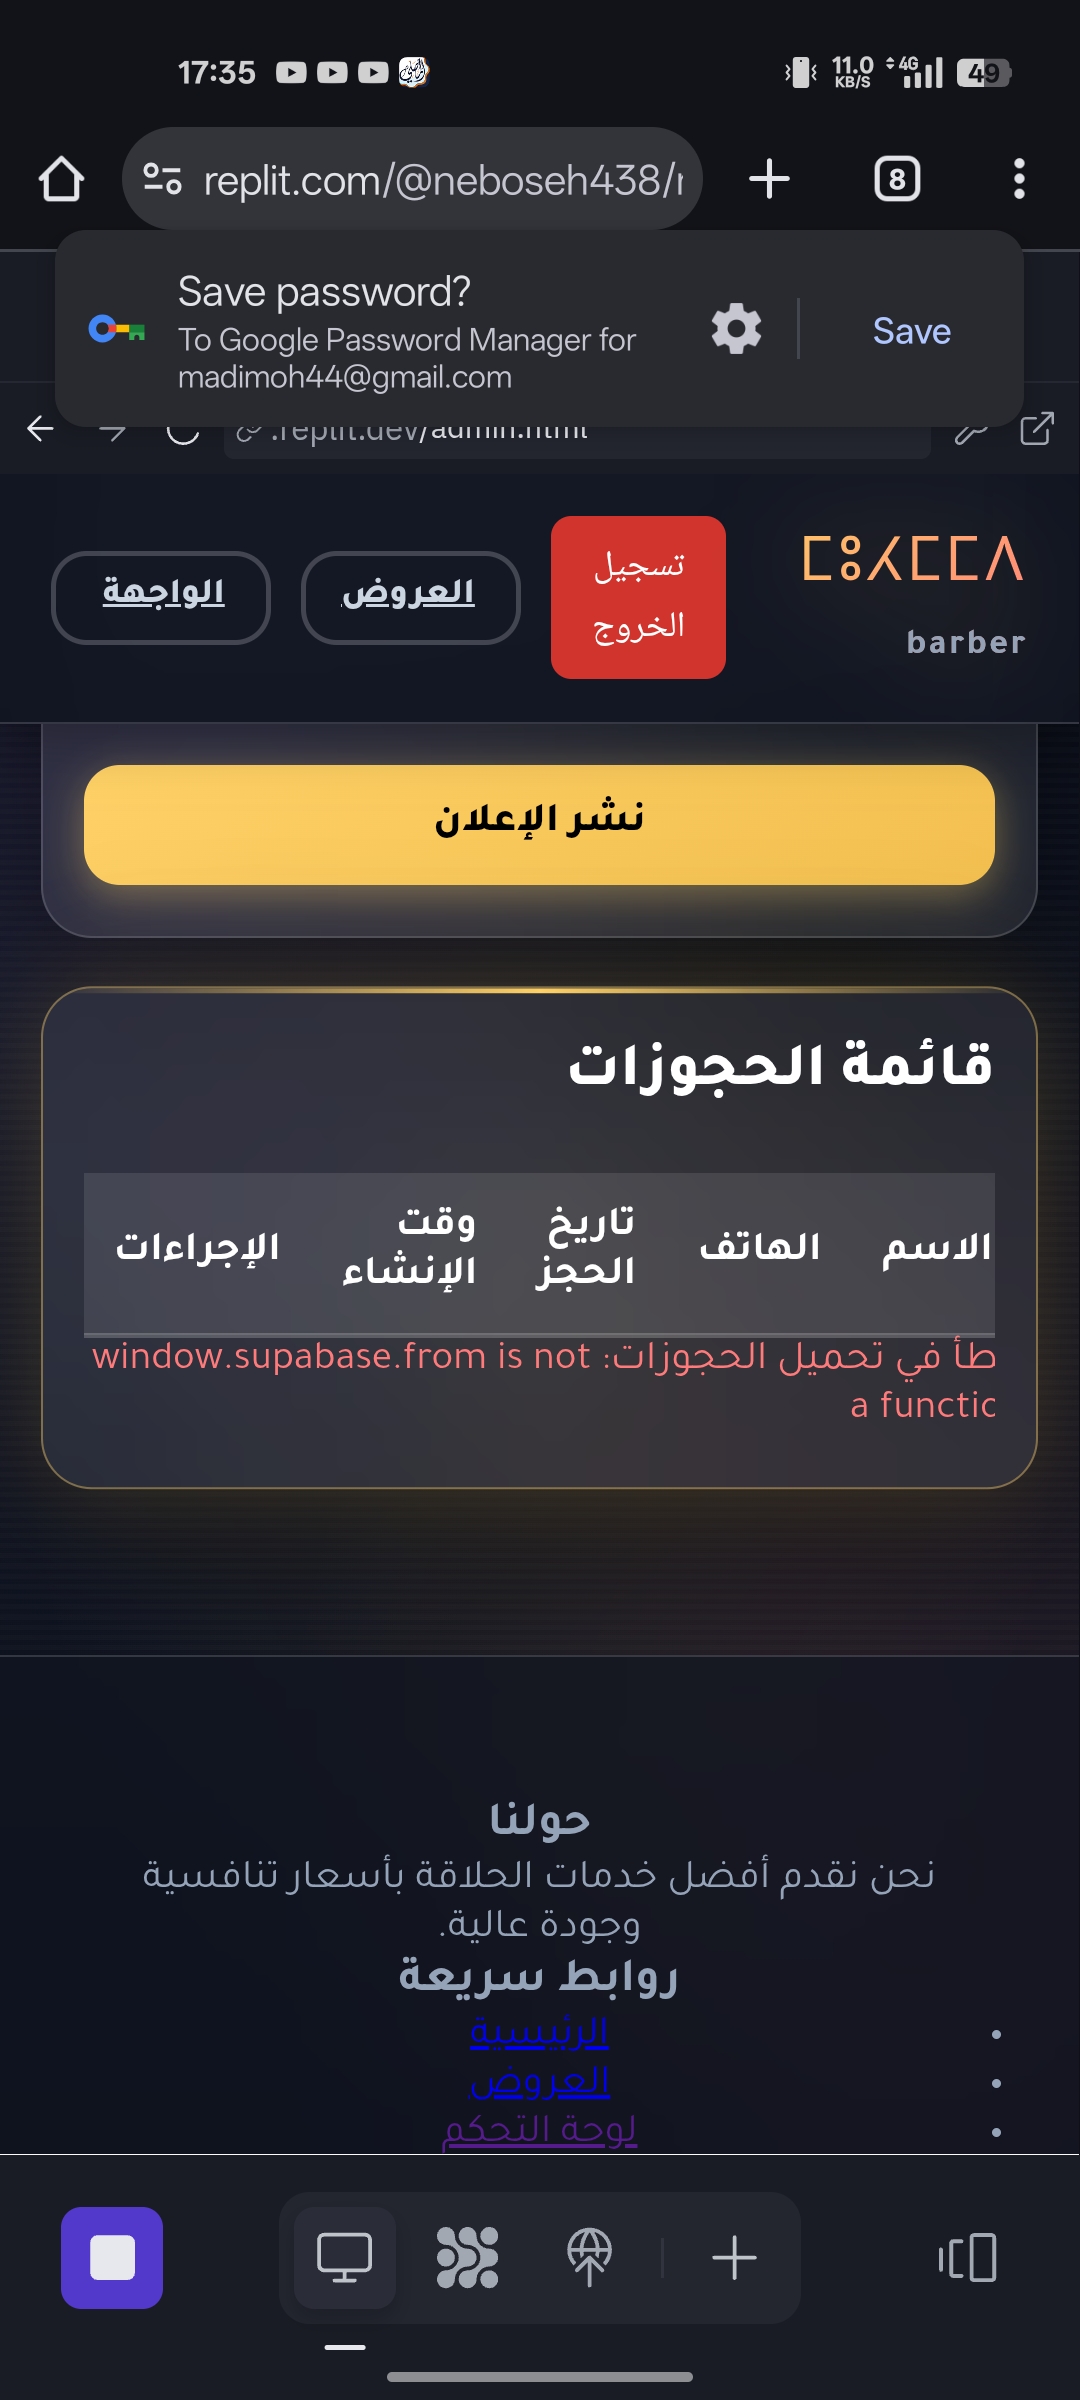 17:35
11.0 KB/S
4G
49
replit.com/@neboseh438/r
8
Save password?
To Google Password Manager for
madimoh44@gmail.com
Save
.replit.dev/admin.html
ⵎⵓⵃⵎⵎⴷ
barber
تسجيل
الخروج
العروض
الواجهة
نشر الإعلان
قائمة الحجوزات
الاسم
الهاتف
تاريخ
الحجز
وقت
الإنشاء
الإجراءات
طأ في تحميل الحجوزات: window.supabase.from is not
a functio
حولنا
نحن نقدم أفضل خدمات الحلاقة بأسعار تنافسية
وجودة عالية.
روابط سريعة
الرئيسية
العروض
لوحة التحكم